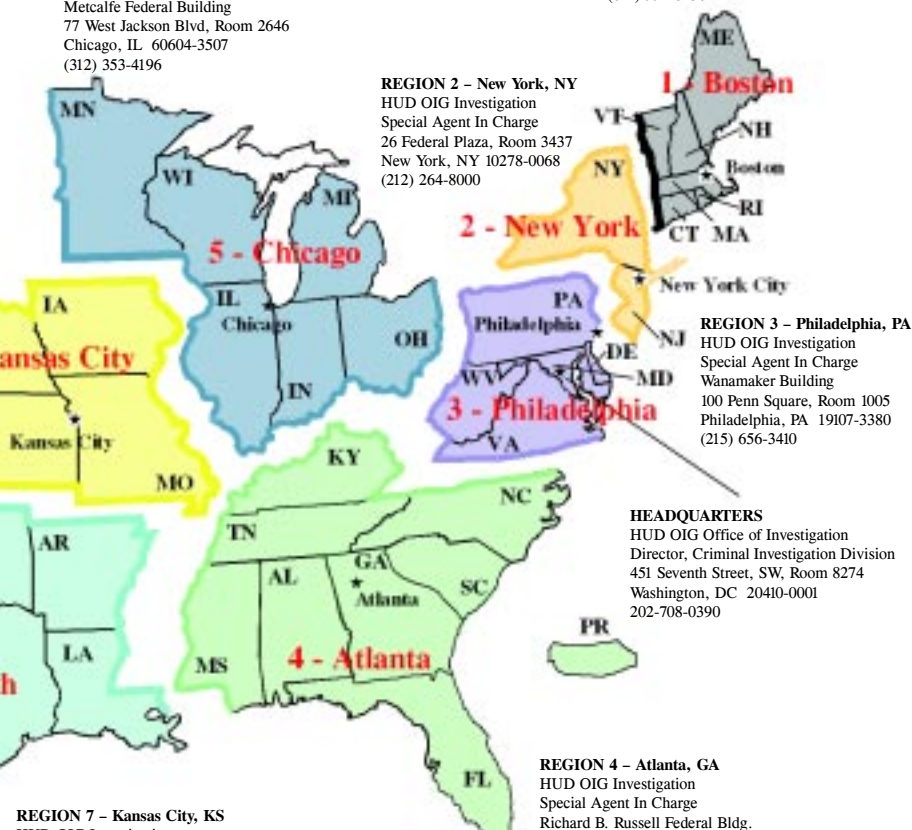 Metcalfe Federal Building
77 West Jackson Blvd, Room 2646
Chicago, IL 60604-3507
(312) 353-4196
REGION 2 – New York, NY
HUD OIG Investigation
Special Agent In Charge
26 Federal Plaza, Room 3437
New York, NY 10278-0068
(212) 264-8000
ME
1 - Boston
VT
NH
Boston
RI
CT MA
MN
WI
MI
5 - Chicago
IL
Chicago
IN
OH
NY
2 - New York
New York City
NJ
PA
Philadelphia
DE
MD
WV
3 - Philadelphia
VA
REGION 3 – Philadelphia, PA
HUD OIG Investigation
Special Agent In Charge
Wanamaker Building
100 Penn Square, Room 1005
Philadelphia, PA 19107-3380
(215) 656-3410
IA
ansas City
Kansas City
MO
HEADQUARTERS
HUD OIG Office of Investigation
Director, Criminal Investigation Division
451 Seventh Street, SW, Room 8274
Washington, DC 20410-0001
202-708-0390
KY
NC
TN
AR
AL
GA
Atlanta
SC
LA
MS
4 - Atlanta
h
PR
FL
REGION 4 – Atlanta, GA
HUD OIG Investigation
Special Agent In Charge
Richard B. Russell Federal Bldg.
REGION 7 – Kansas City, KS